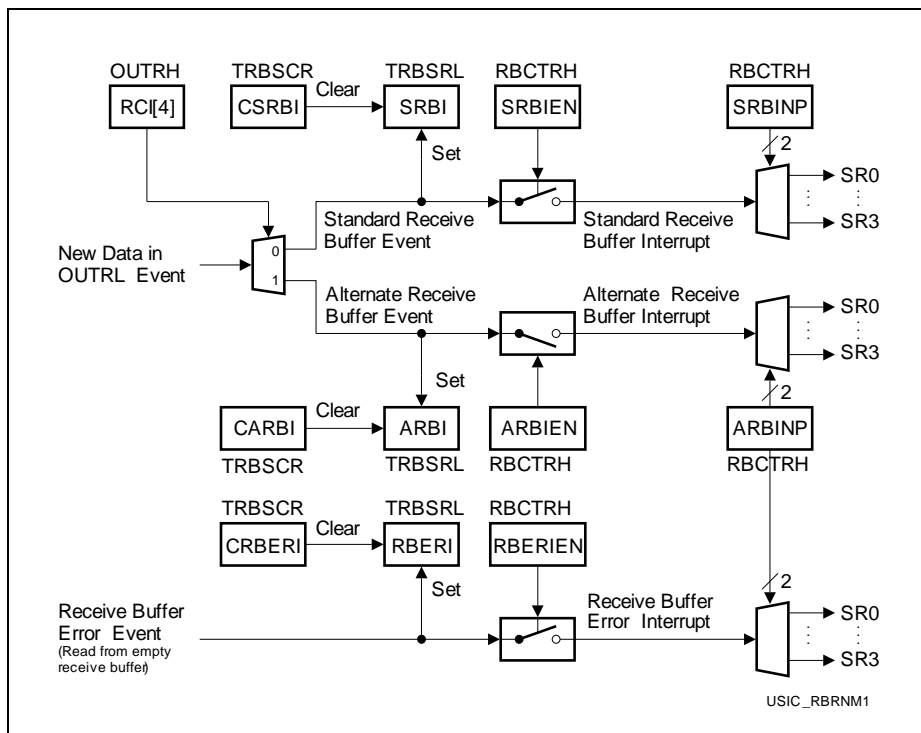 OUTRH
TRBSCR
TRBSRL
RBCTRH
RBCTRH
RCI[4]
CSRBI
Clear
SRBI
SRBIEN
SRBINP
Set
2
SR0
SR3
Standard Receive
Buffer Event
Standard Receive
Buffer Interrupt
New Data in
OUTRL Event
0
1
Alternate Receive
Buffer Event
Alternate Receive
Buffer Interrupt
SR0
SR3
Set
2
CARBI
Clear
ARBI
ARBIEN
ARBINP
TRBSCR
TRBSRL
RBCTRH
RBCTRH
TRBSCR
TRBSRL
RBCTRH
CRBERI
Clear
RBERI
RBERIEN
Set
2
Receive Buffer
Error Event
(Read from empty
receive buffer)
Receive Buffer
Error Interrupt
SR0
SR3
USIC_RBRNM1